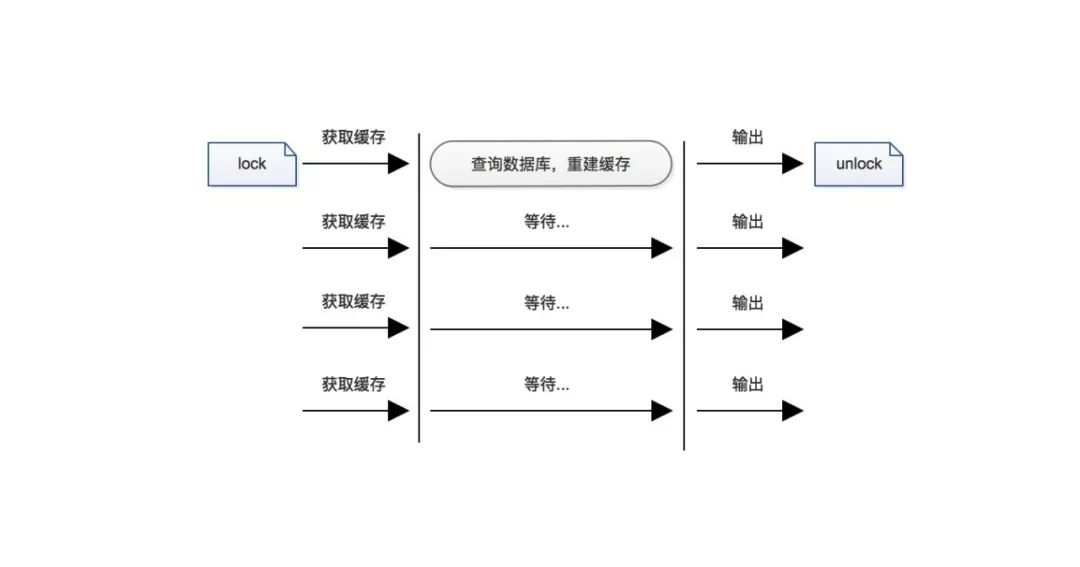 获取缓存
输出
lock
查询数据库，重建缓存
unlock
获取缓存
等待...
输出
获取缓存
等待...
输出
获取缓存
等待...
输出